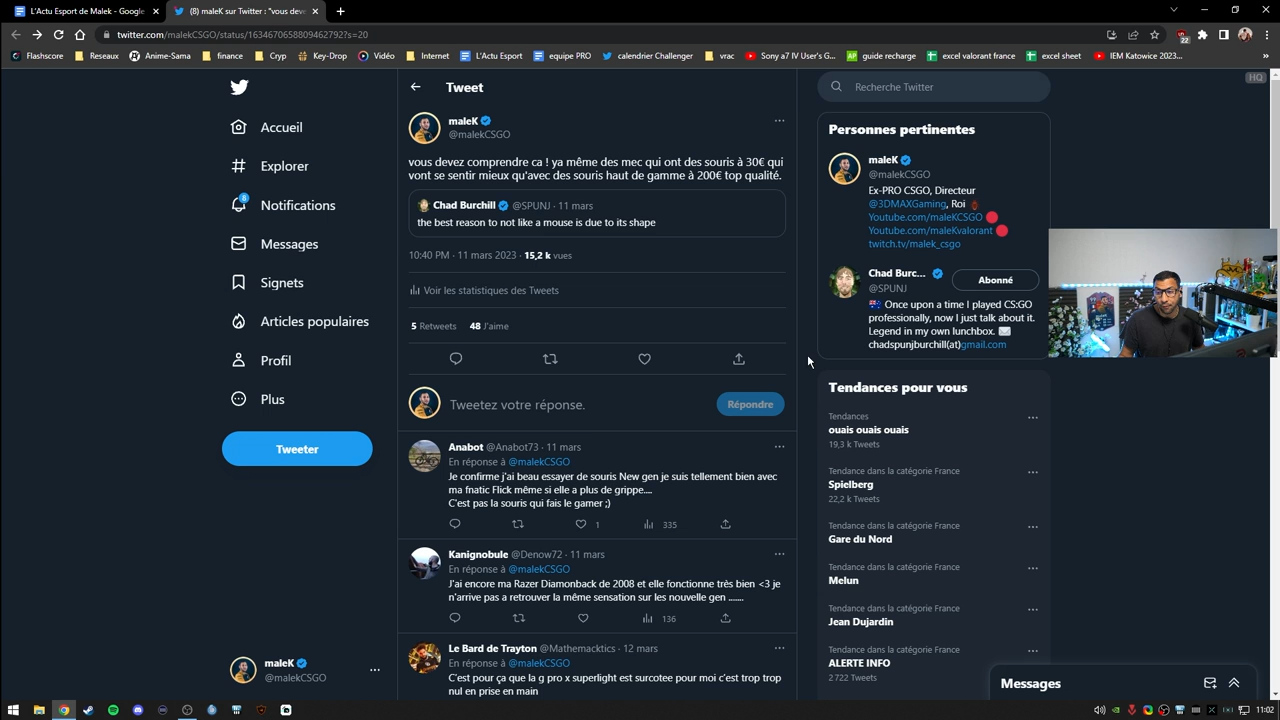 L'Actu Esport de Malek - Google
(8) maleK sur Twitter : "vous deve
twitter.com/malekCSGO/status/1634670658809462792?s=20
Flashscore
Reseaux
Anime-Sama
finance
Cryp
Key-Drop
Vidéo
Internet
L'Actu Esport
equipe PRO
calendrier Challenger
vrac
Sony a7 IV User's G...
guide recharge
excel valorant france
excel sheet
IEM Katowice 2023...
22
HQ
Accueil
Explorer
8
Notifications
Messages
Signets
Articles populaires
Profil
Plus
Tweeter
maleK
@malekCSGO
Tweet
maleK
@malekCSGO
vous devez comprendre ca ! ya même des mec qui ont des souris à 30€ qui
vont se sentir mieux qu'avec des souris haut de gamme à 200€ top qualité.
Chad Burchill @SPUNJ · 11 mars
the best reason to not like a mouse is due to its shape
10:40 PM · 11 mars 2023 · 15,2 k vues
Voir les statistiques des Tweets
5 Retweets 48 J'aime
Tweetez votre réponse.
Répondre
Anabot @Anabot73 · 11 mars
En réponse à @malekCSGO
Je confirme j'ai beau essayer de souris New gen je suis tellement bien avec
ma fnatic Flick même si elle a plus de grippe....
C'est pas la souris qui fais le gamer ;)
1 335
Kanignobule @Denow72 · 11 mars
En réponse à @malekCSGO
J'ai encore ma Razer Diamonback de 2008 et elle fonctionne très bien <3 je
n'arrive pas a retrouver la même sensation sur les nouvelle gen .......
136
Le Bard de Trayton @Mathemacktics · 12 mars
En réponse à @malekCSGO
C'est pour ça que la g pro x superlight est surcotee pour moi c'est trop trop
nul en prise en main
Recherche Twitter
Personnes pertinentes
maleK
@malekCSGO
Ex-PRO CSGO, Directeur
@3DMAXGaming, Roi
Youtube.com/maleKCSGO
Youtube.com/maleKvalorant
twitch.tv/malek_csgo
Chad Burc...
@SPUNJ
Abonné
Once upon a time I played CS:GO
professionally, now I just talk about it.
Legend in my own lunchbox.
chadspunjburchill(at)gmail.com
Tendances pour vous
Tendances
ouais ouais ouais
19,3 k Tweets
Tendance dans la catégorie France
Spielberg
22,2 k Tweets
Tendance dans la catégorie France
Gare du Nord
Tendance dans la catégorie France
Melun
Tendance dans la catégorie France
Jean Dujardin
Tendance dans la catégorie France
ALERTE INFO
2 722 Tweets
Messages
11:02